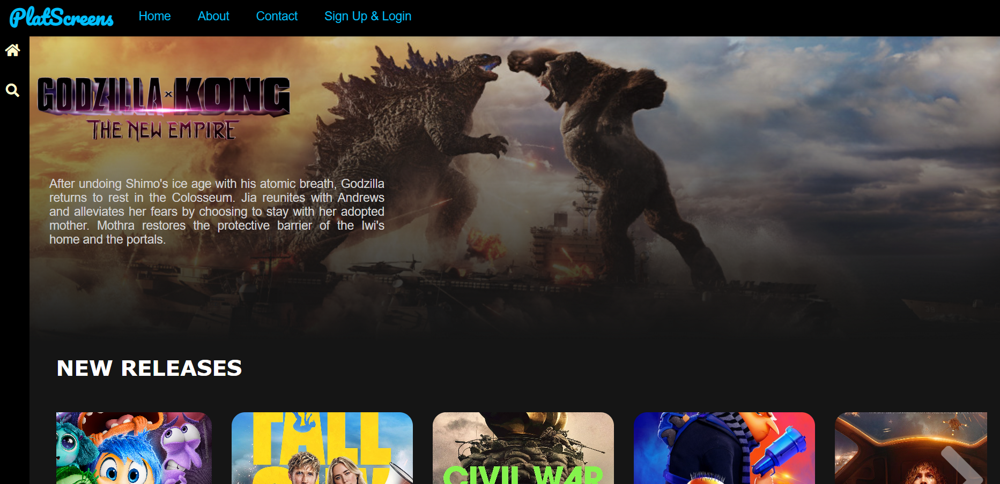 PlatScreens Home About Contact Sign Up & Login
GODZILLA x KONG
THE NEW EMPIRE
After undoing Shimo's ice age with his atomic breath, Godzilla
returns to rest in the Colosseum. Jia reunites with Andrews
and alleviates her fears by choosing to stay with her adopted
mother. Mothra restores the protective barrier of the Iwi's
home and the portals.
NEW RELEASES
FALL
GUY
CIVIL WAR